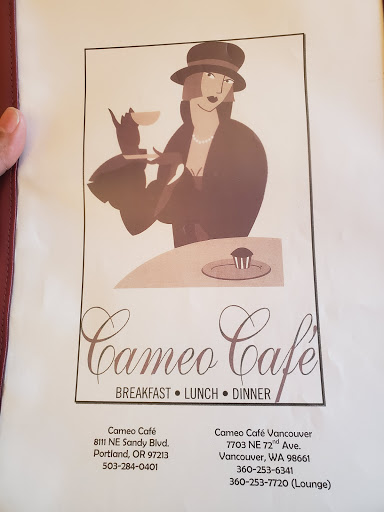 Cameo Café
BREAKFAST • LUNCH • DINNER
Cameo Café
8111 NE Sandy Blvd.
Portland, OR 97213
503-284-0401
Cameo Café Vancouver
7703 NE 72nd Ave.
Vancouver, WA 98661
360-253-6341
360-253-7720 (Lounge)